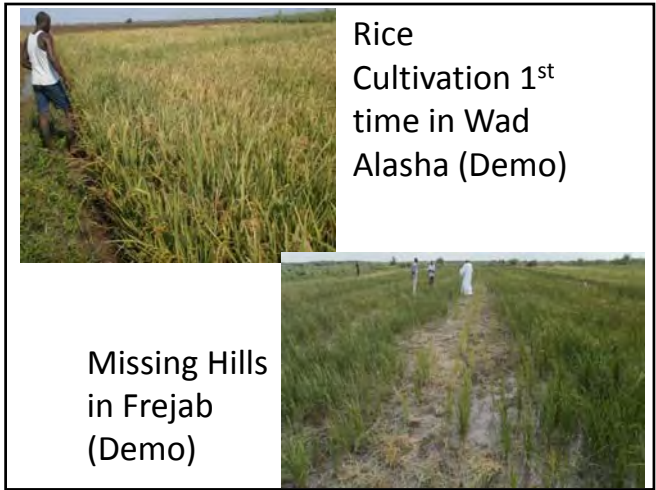 Rice
Cultivation 1st
time in Wad
Alasha (Demo)
Missing Hills
in Frejab
(Demo)